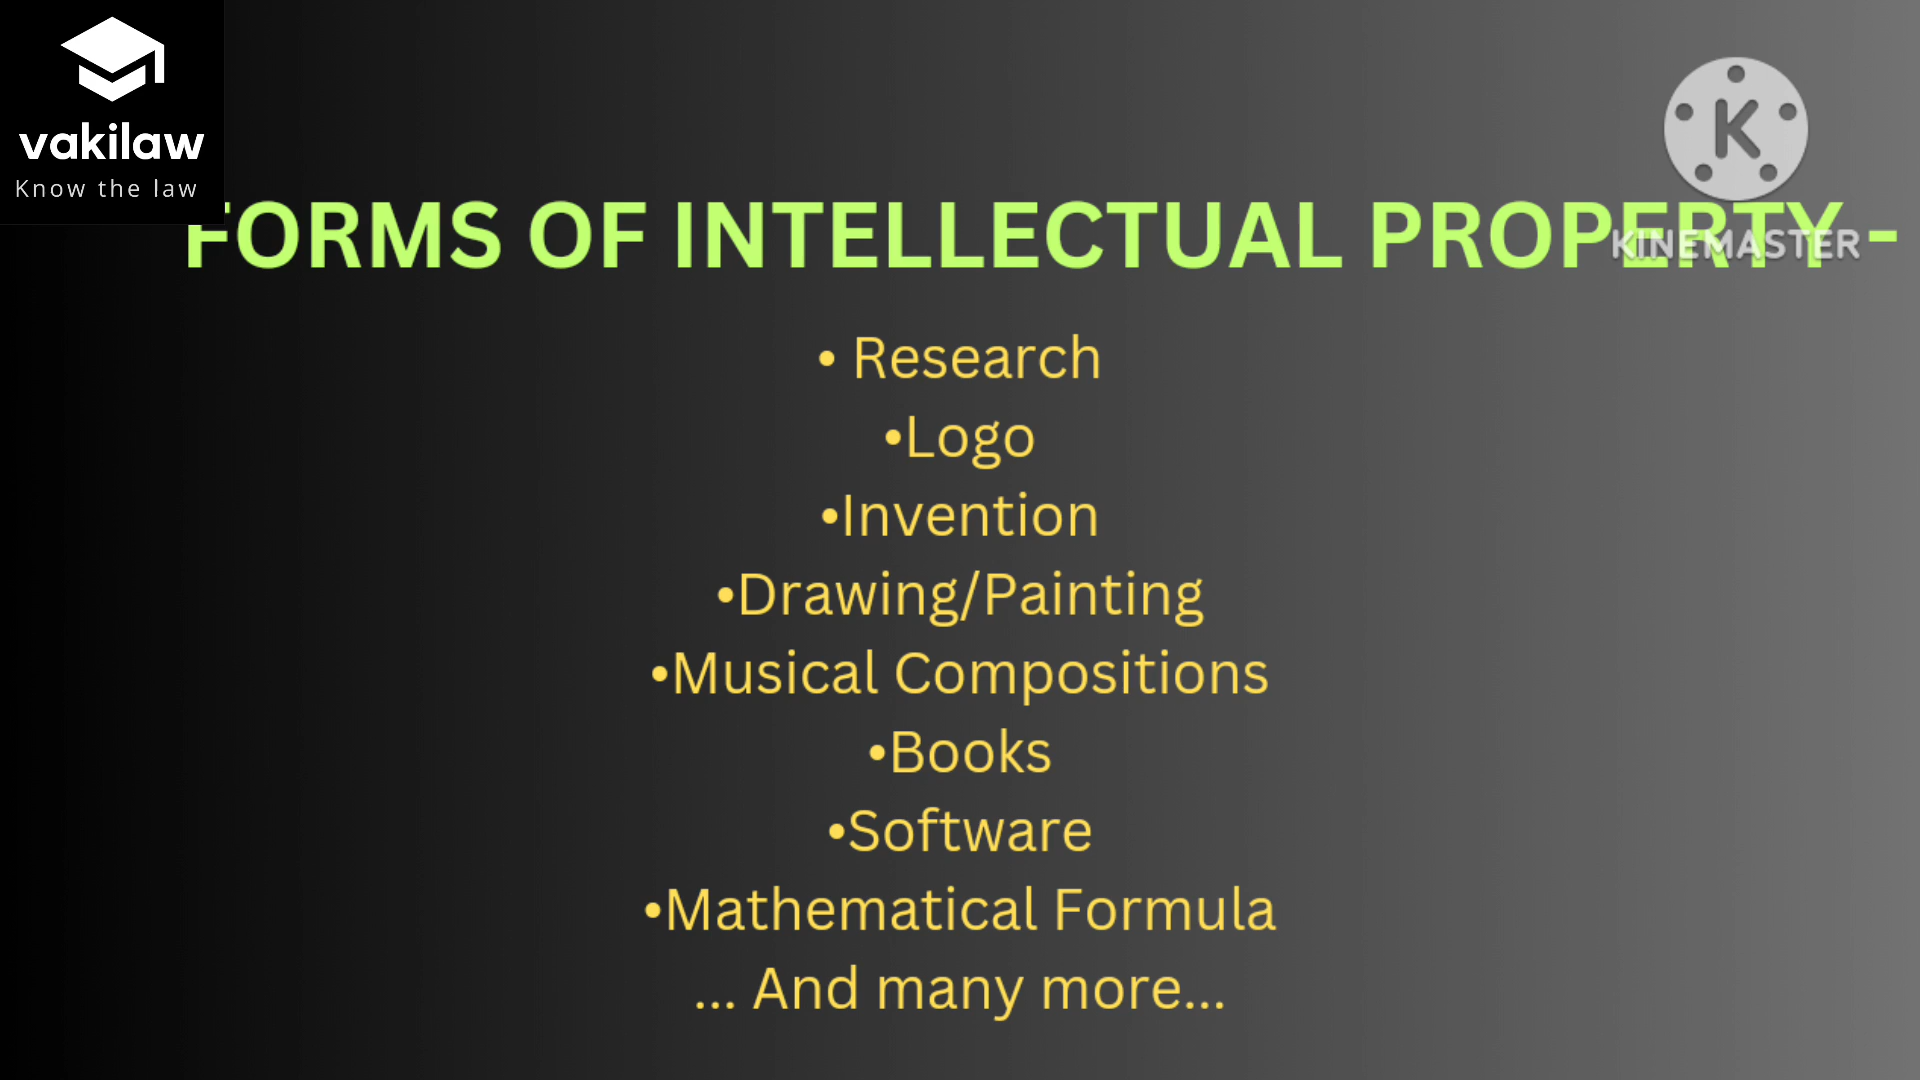 vakilaw
Know the law
K
KINEMASTER
FORMS OF INTELLECTUAL PROPERTY -
• Research
•Logo
•Invention
•Drawing/Painting
•Musical Compositions
•Books
•Software
•Mathematical Formula
... And many more...